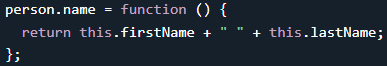 person.name = function () {
  return this.firstName + " " + this.lastName;
};